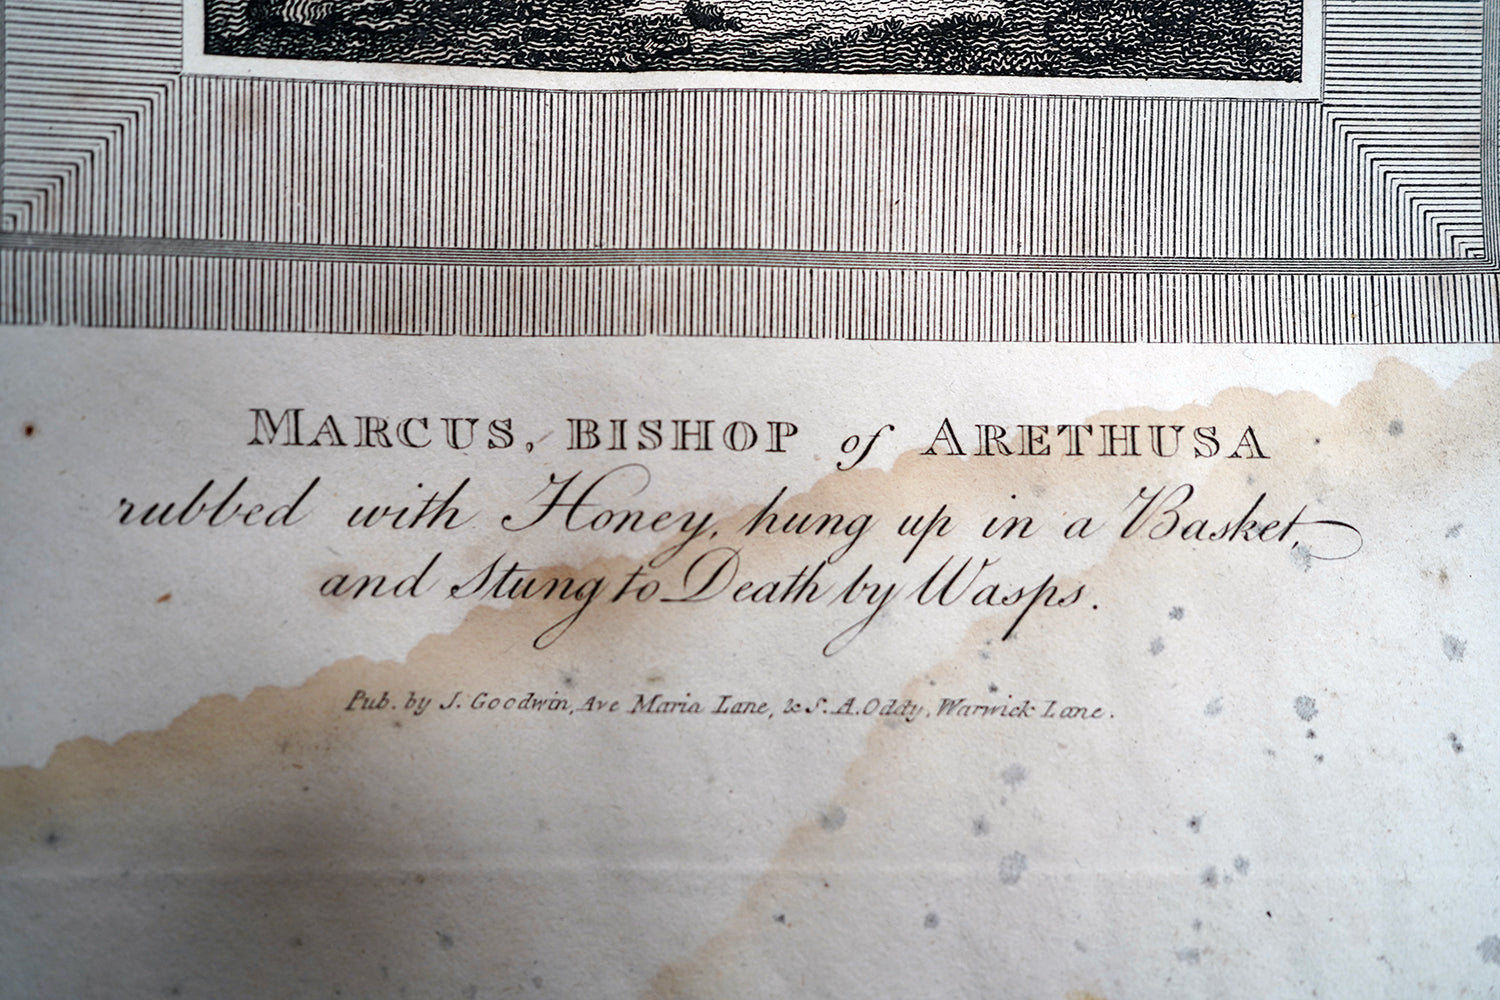 MARCUS, BISHOP of ARETHUSA
rubbed with Honey, hung up in a Basket,
and Stung to Death by Wasps.
Pub. by J. Goodwin, Ave Maria Lane, & S. A. Oddy, Warwick Lane.